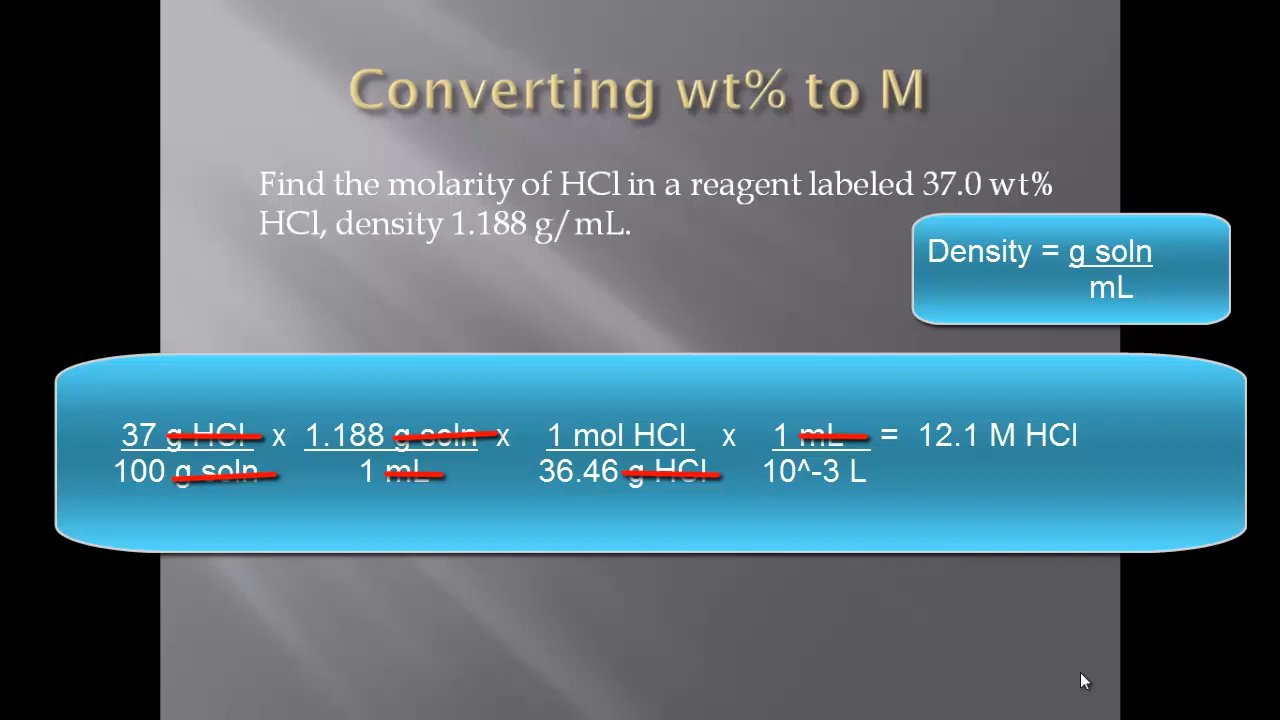 Converting wt% to M
Find the molarity of HCl in a reagent labeled 37.0 wt%
HCl, density 1.188 g/mL.
Density = g soln
mL
37 g HCl x 1.188 g soln x 1 mol HCl x 1 mL = 12.1 M HCl
100 g soln 1 mL 36.46 g HCl 10^-3 L